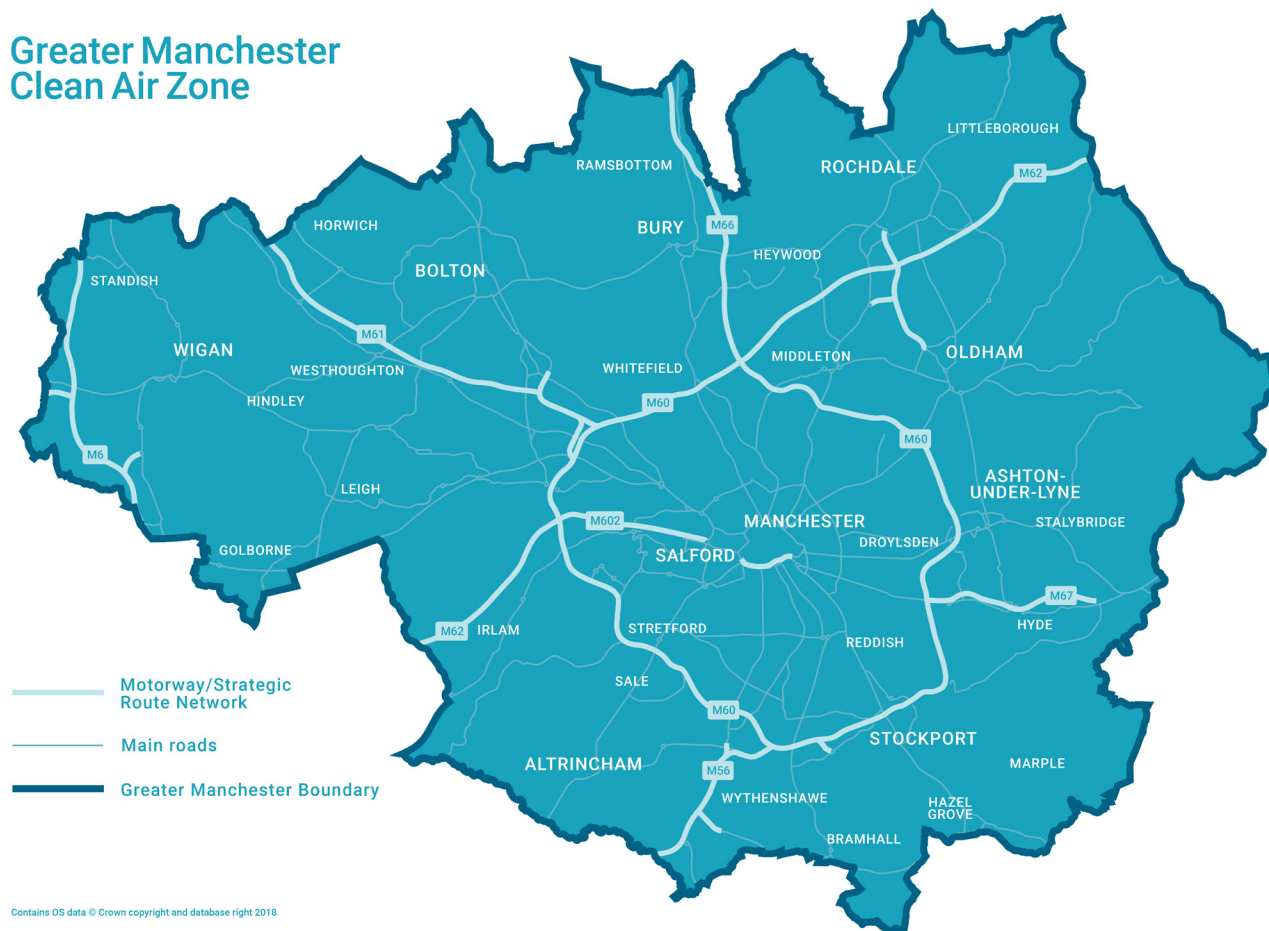 Greater Manchester
Clean Air Zone
LITTLEBOROUGH
RAMSBOTTOM
ROCHDALE
M62
HORWICH
BURY
M66
HEYWOOD
BOLTON
STANDISH
M61
WIGAN
WESTHOUGHTON
WHITEFIELD
MIDDLETON
OLDHAM
HINDLEY
M60
M60
M6
ASHTON-
UNDER-LYNE
LEIGH
M602
MANCHESTER
STALYBRIDGE
GOLBORNE
SALFORD
DROYLSDEN
M67
M62
IRLAM
STRETFORD
REDDISH
HYDE
SALE
M60
STOCKPORT
ALTRINCHAM
M56
MARPLE
WYTHENSHAWE
HAZEL
GROVE
BRAMHALL
Motorway/Strategic
Route Network
Main roads
Greater Manchester Boundary
Contains OS data © Crown copyright and database right 2018